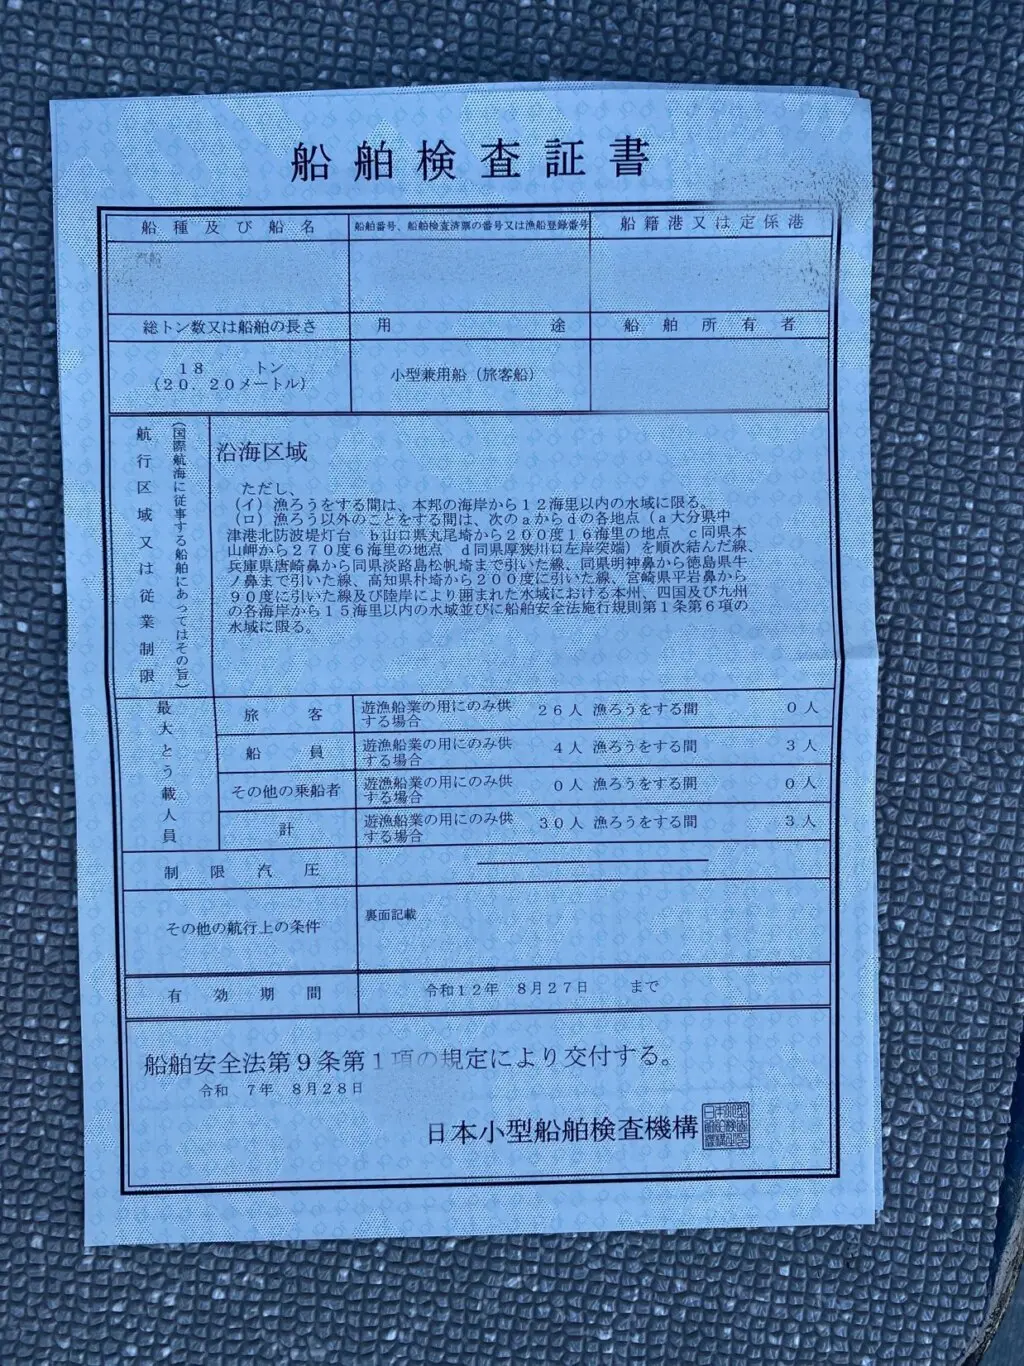 船舶検査証書
船種及び船名
船舶番号、船舶検査済票の番号又は漁船登録番号
船籍港又は定係港
汽船
総トン数又は船舶の長さ
用途
船舶所有者
18 トン
(20.20メートル)
小型兼用船(旅客船)
航行区域又は従業制限
(国際航海に従事する船舶にあってはその旨)
沿海区域
ただし、
(イ)漁ろうをする間は、本邦の海岸から12海里以内の水域に限る。
(ロ)漁ろう以外のことをする間は、次のaからdの各地点(a大分県中
津港北防波堤灯台 b山口県丸尾埼から200度16海里の地点 c同県本
山岬から270度6海里の地点 d同県厚狭川口左岸突端)を順次結んだ線、
兵庫県唐崎鼻から同県淡路島松帆埼まで引いた線、同県明神鼻から徳島県牛
ノ鼻まで引いた線、高知県朴埼から200度に引いた線、宮崎県平岩鼻から
90度に引いた線及び陸岸により囲まれた水域における本州、四国及び九州
の各海岸から15海里以内の水域並びに船舶安全法施行規則第1条第6項の
水域に限る。
最大とう載人員
旅客
遊漁船業の用にのみ供
する場合
26人
漁ろうをする間
0人
船員
遊漁船業の用にのみ供
する場合
4人
漁ろうをする間
3人
その他の乗船者
遊漁船業の用にのみ供
する場合
0人
漁ろうをする間
0人
計
遊漁船業の用にのみ供
する場合
30人
漁ろうをする間
3人
制限汽圧
その他の航行上の条件
裏面記載
有効期間
令和12年 8月27日 まで
船舶安全法第9条第1項の規定により交付する。
令和 7年 8月28日
日本小型船舶検査機構